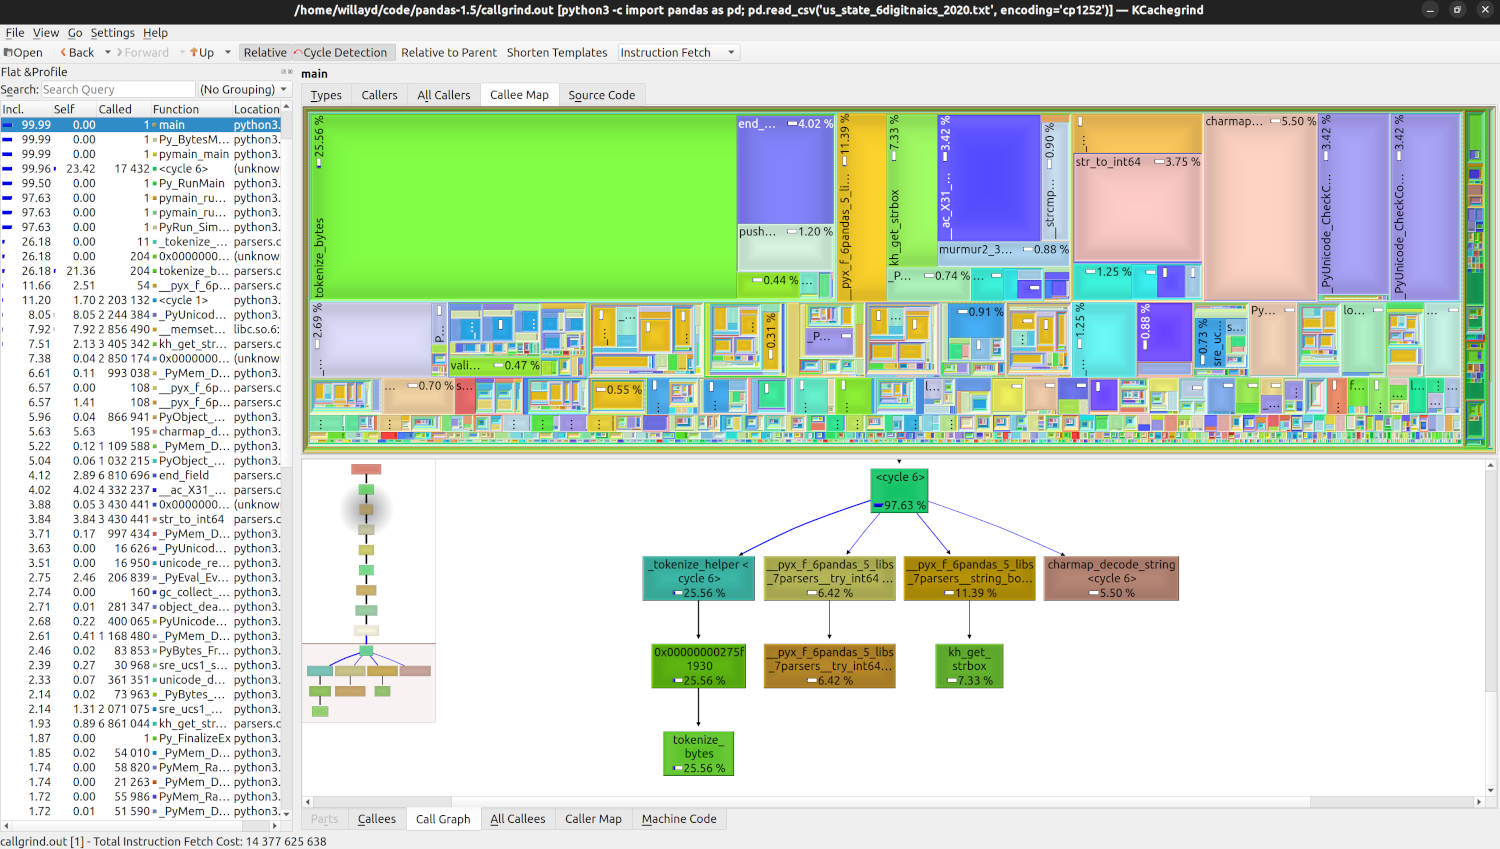 /home/willayd/code/pandas-1.5/callgrind.out [python3 -c import pandas as pd; pd.read_csv('us_state_6digitnaics_2020.txt', encoding='cp1252')] — KCachegrind
File View Go Settings Help
Open Back Forward Up Relative Cycle Detection Relative to Parent Shorten Templates Instruction Fetch
Flat &Profile
Search: Search Query (No Grouping)
Incl. Self Called Function Location
99.99 0.00 1 main python3.
99.99 0.00 1 Py_BytesM... python3.
99.99 0.00 1 pymain_main python3.
99.96 23.42 17 432 <cycle 6> (unknow
99.50 0.00 1 Py_RunMain python3.
97.63 0.00 1 pymain_ru... python3.
97.63 0.00 1 pymain_ru... python3.
97.63 0.00 1 PyRun_Sim... python3.
26.18 0.00 11 _tokenize_... parsers.c
26.18 0.00 204 0x0000000... (unknow
26.18 21.36 204 tokenize_b... parsers.c
11.66 2.51 54 __pyx_f_6p... parsers.c
11.20 1.70 2 203 132 <cycle 1> python3.
8.05 8.05 2 244 384 _PyUnicod... python3.
7.92 7.92 2 856 490 __memset... libc.so.6:
7.51 2.13 3 405 342 kh_get_str... parsers.c
7.38 0.04 2 850 174 0x0000000... (unknow
6.61 0.11 993 038 _PyMem_D... python3.
6.57 0.00 108 __pyx_f_6p... parsers.c
6.57 1.41 108 __pyx_f_6p... parsers.c
5.96 0.04 866 941 PyObject_... python3.
5.63 5.63 195 charmap_d... python3.
5.22 0.12 1 109 588 _PyMem_D... python3.
5.04 0.06 1 032 215 PyObject_... python3.
4.12 2.89 6 810 696 end_field parsers.c
4.02 4.02 4 332 237 __ac_X31_... parsers.c
3.88 0.05 3 430 441 0x0000000... (unknow
3.84 3.84 3 430 441 str_to_int64 parsers.c
3.71 0.17 997 434 _PyMem_D... python3.
3.63 0.00 16 626 _PyUnicod... python3.
3.51 0.00 16 950 unicode_re... python3.
2.75 2.46 206 839 _PyEval_Ev... python3.
2.74 0.00 160 gc_collect_... python3.
2.71 0.01 281 347 object_dea... python3.
2.68 0.22 400 065 PyUnicode... python3.
2.61 0.41 1 168 480 _PyMem_D... python3.
2.46 0.02 83 853 PyBytes_Fr... python3.
2.39 0.27 30 968 sre_ucs1_s... python3.
2.33 0.07 361 351 unicode_d... python3.
2.14 0.02 73 963 _PyBytes_... python3.
2.14 1.31 2 071 075 sre_ucs1_... python3.
1.93 0.89 6 861 044 kh_get_str... parsers.c
1.87 0.00 1 Py_FinalizeEx python3.
1.85 0.02 54 010 _PyMem_D... python3.
1.74 0.00 58 820 PyMem_Ra... python3.
1.74 0.00 21 263 _PyMem_D... python3.
1.72 0.00 55 986 PyMem_Ra... python3.
1.72 0.01 51 590 _PyMem_D... python3.
main
Types Callers All Callers Callee Map Source Code
tokenize_bytes 25.56 %
end_... 4.02 %
push... 1.20 %
0.44 % ...
__pyx_f_6pandas_5_li... 11.39 %
kh_get_strbox 7.33 %
__ac_X31_... 3.42 %
__strcmp... 0.90 %
murmur2_3... 0.88 %
_P... 0.74 % ...
str_to_int64 3.75 %
1.25 %
charmap... 5.50 %
_PyUnicode_CheckC... 3.42 %
_PyUnicode_CheckCo... 3.42 %
2.69 %
P...
vali... 0.47 %
0.31 %
_P...
0.91 %
1.25 %
0.88 %
sre_uc... 0.73 %
s...
Py...
lo...
...
... 0.70 % s...
0.55 %
l...
f...
l...
<cycle 6>
97.63 %
_tokenize_helper <
cycle 6>
25.56 %
__pyx_f_6pandas_5_libs
_7parsers__try_int64 ...
6.42 %
__pyx_f_6pandas_5_libs
_7parsers__string_bo...
11.39 %
charmap_decode_string
<cycle 6>
5.50 %
0x00000000275f
1930
25.56 %
__pyx_f_6pandas_5_libs
_7parsers__try_int64...
6.42 %
kh_get_
strbox
7.33 %
tokenize_
bytes
25.56 %
Parts Callees Call Graph All Callees Caller Map Machine Code
callgrind.out [1] - Total Instruction Fetch Cost: 14 377 625 638